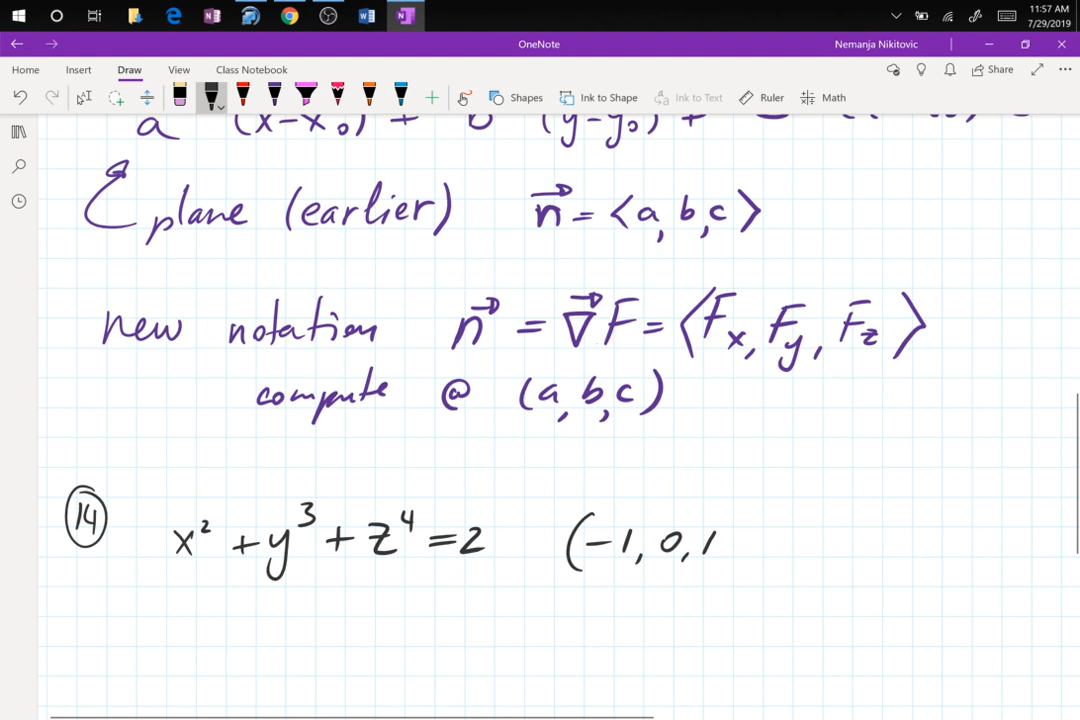 11:57 AM
7/29/2019
OneNote
Nemanja Nikitovic
Home Insert Draw View Class Notebook
Share
Shapes Ink to Shape Ink to Text Ruler Math
a (x-x₀) + b (y-y₀) +
plane (earlier) n⃗ = <a, b, c>
new notation n⃗ = ∇⃗F = <Fx, Fy, Fz>
compute @ (a, b, c)
14 x² + y³ + z⁴ = 2 (-1, 0, 1